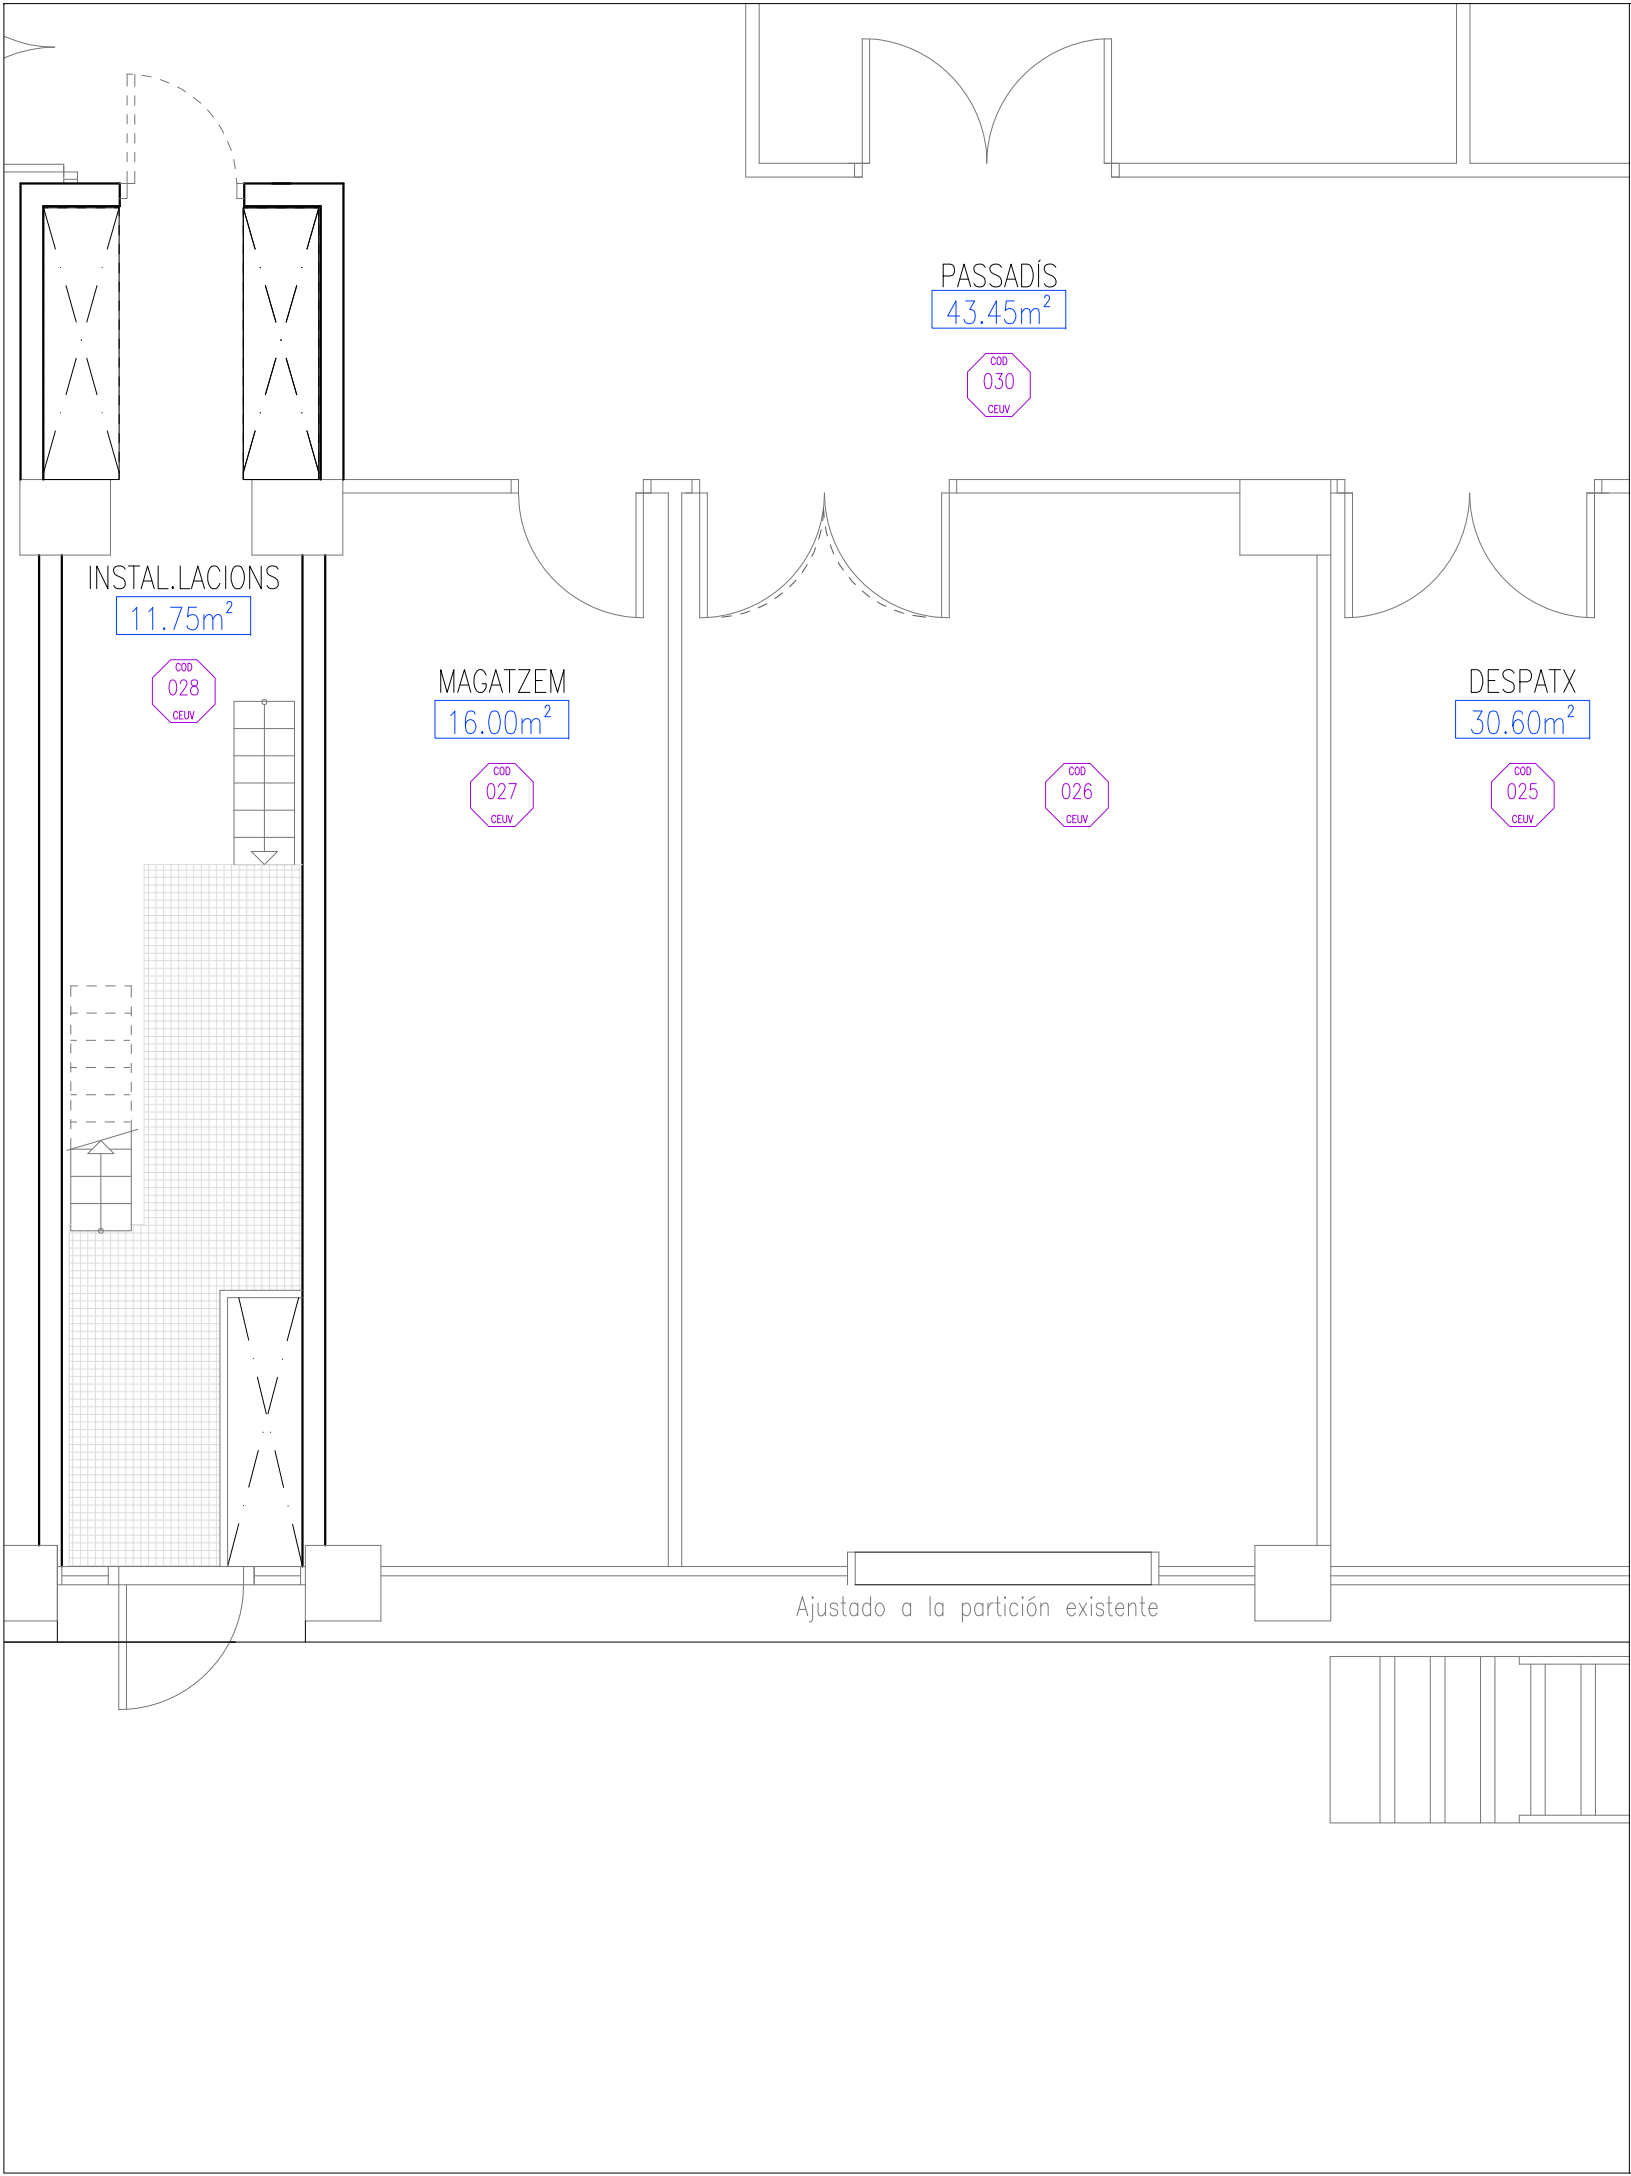 PASSADÍS
43.45m²
COD
030
CEUV
INSTAL.LACIONS
11.75m²
COD
028
CEUV
MAGATZEM
16.00m²
COD
027
CEUV
COD
026
CEUV
DESPATX
30.60m²
COD
025
CEUV
Ajustado a la partición existente